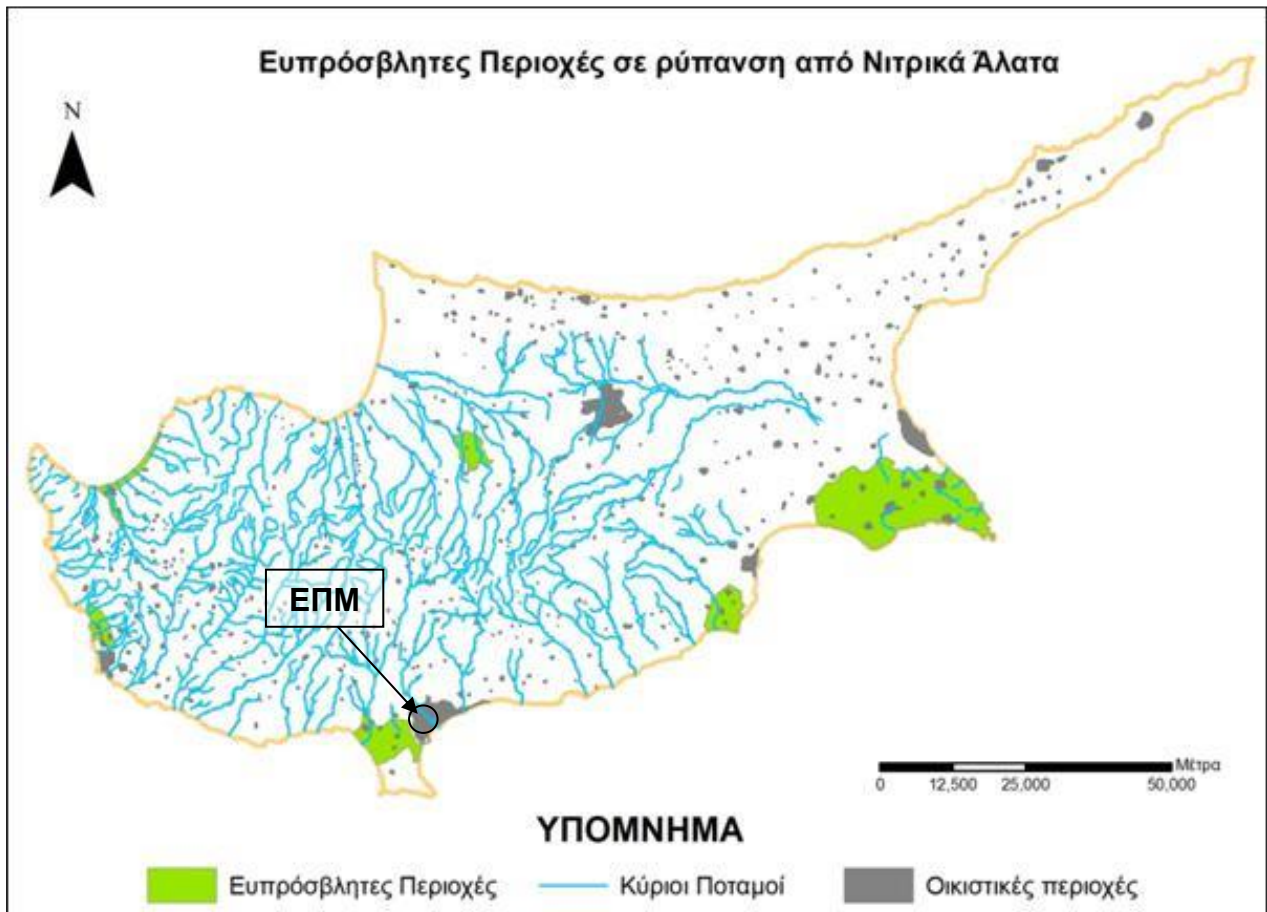 Ευπρόσβλητες Περιοχές σε ρύπανση από Νιτρικά Άλατα
N
ΕΠΜ
Μέτρα
0 12,500 25,000 50,000
ΥΠΟΜΝΗΜΑ
Ευπρόσβλητες Περιοχές Κύριοι Ποταμοί Οικιστικές περιοχές